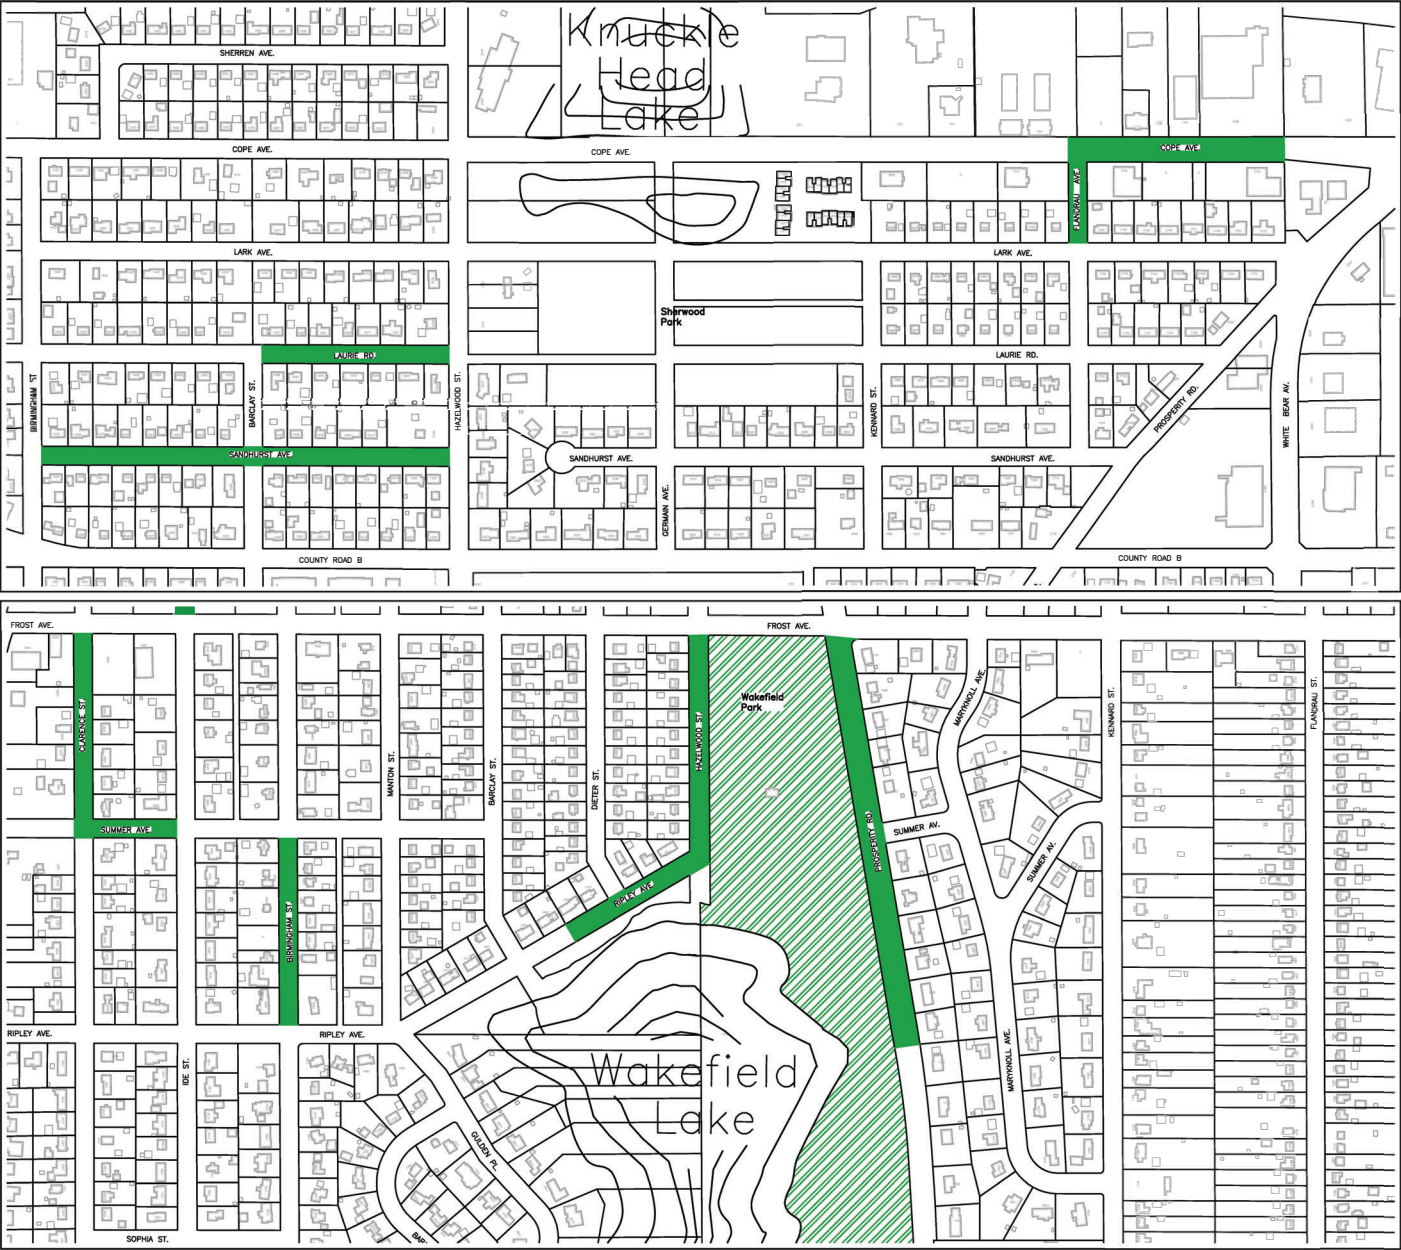 Knuckle
Head
Lake
SHERREN AVE.
COPE AVE.
COPE AVE.
COPE AVE.
FLANDRAU AVE.
LARK AVE.
LARK AVE.
Sherwood
Park
LAURIE RD.
LAURIE RD.
BIRMINGHAM ST
BARCLAY ST.
HAZELWOOD ST.
KENNARD ST.
PROSPERITY RD.
WHITE BEAR AV.
SANDHURST AVE.
SANDHURST AVE.
SANDHURST AVE.
GERMAIN AVE.
COUNTY ROAD B
COUNTY ROAD B
FROST AVE.
FROST AVE.
CLARENCE ST.
MANTON ST.
BARCLAY ST.
DIETER ST.
HAZELWOOD ST.
Wakefield
Park
MARYKNOLL AVE.
KENNARD ST.
FLANDRAU ST.
SUMMER AVE.
PROSPERITY RD.
SUMMER AV.
SUMMER AV.
BIRMINGHAM ST.
RIPLEY AVE.
RIPLEY AVE.
RIPLEY AVE.
IDE ST.
Wakefield
Lake
MARYKNOLL AVE.
GULDEN PL.
SOPHIA ST.